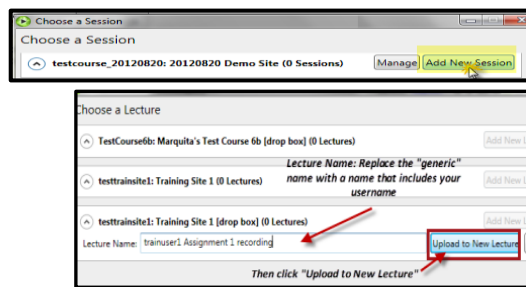 Choose a Session
Choose a Session
testcourse_20120820: 20120820 Demo Site (0 Sessions) Manage Add New Session
Choose a Lecture
TestCourse6b: Marquita's Test Course 6b [drop box] (0 Lectures) Add New L
Lecture Name: Replace the "generic"
testtrainsite1: Training Site 1 (0 Lectures) name with a name that includes your Add New L
username
testtrainsite1: Training Site 1 [drop box] (0 Lectures) Add New L
Lecture Name: trainuser1 Assignment 1 recording Upload to New Lecture
Then click "Upload to New Lecture"